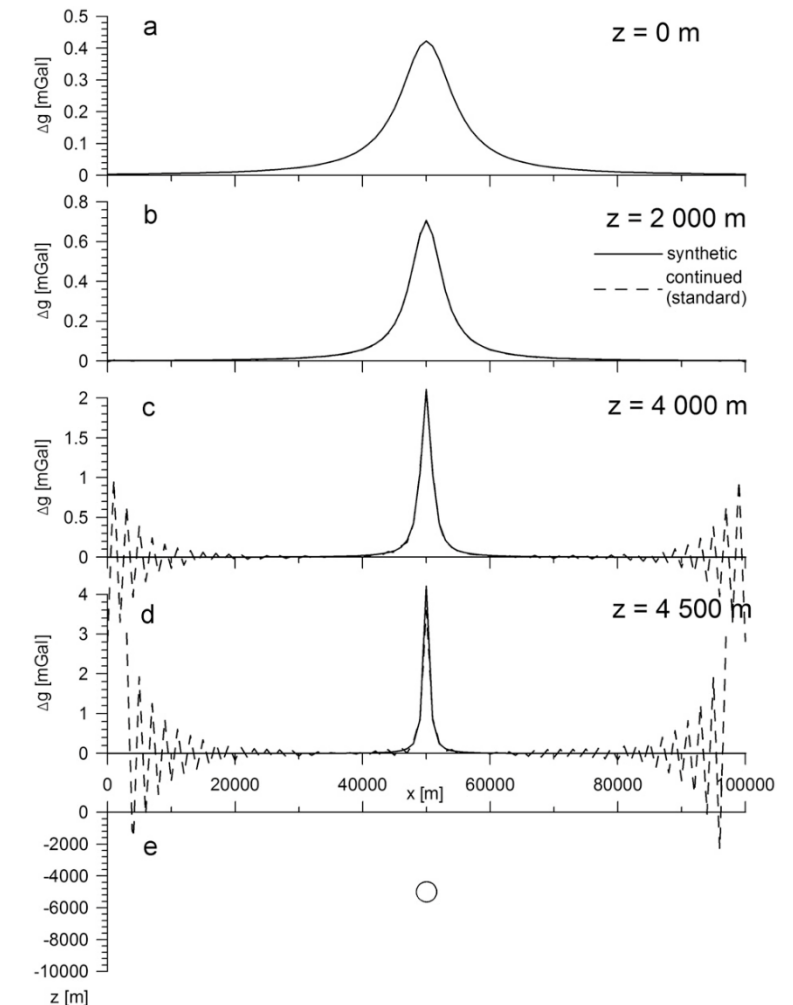 a
z = 0 m
Δg [mGal]
0.5
0.4
0.3
0.2
0.1
0
b
z = 2 000 m
synthetic
continued
(standard)
Δg [mGal]
0.8
0.6
0.4
0.2
0
c
z = 4 000 m
Δg [mGal]
2
1.5
1
0.5
0
d
z = 4 500 m
Δg [mGal]
4
3
2
1
0
0 20000 40000 60000 80000 100000
x [m]
e
0
-2000
-4000
-6000
-8000
-10000
z [m]